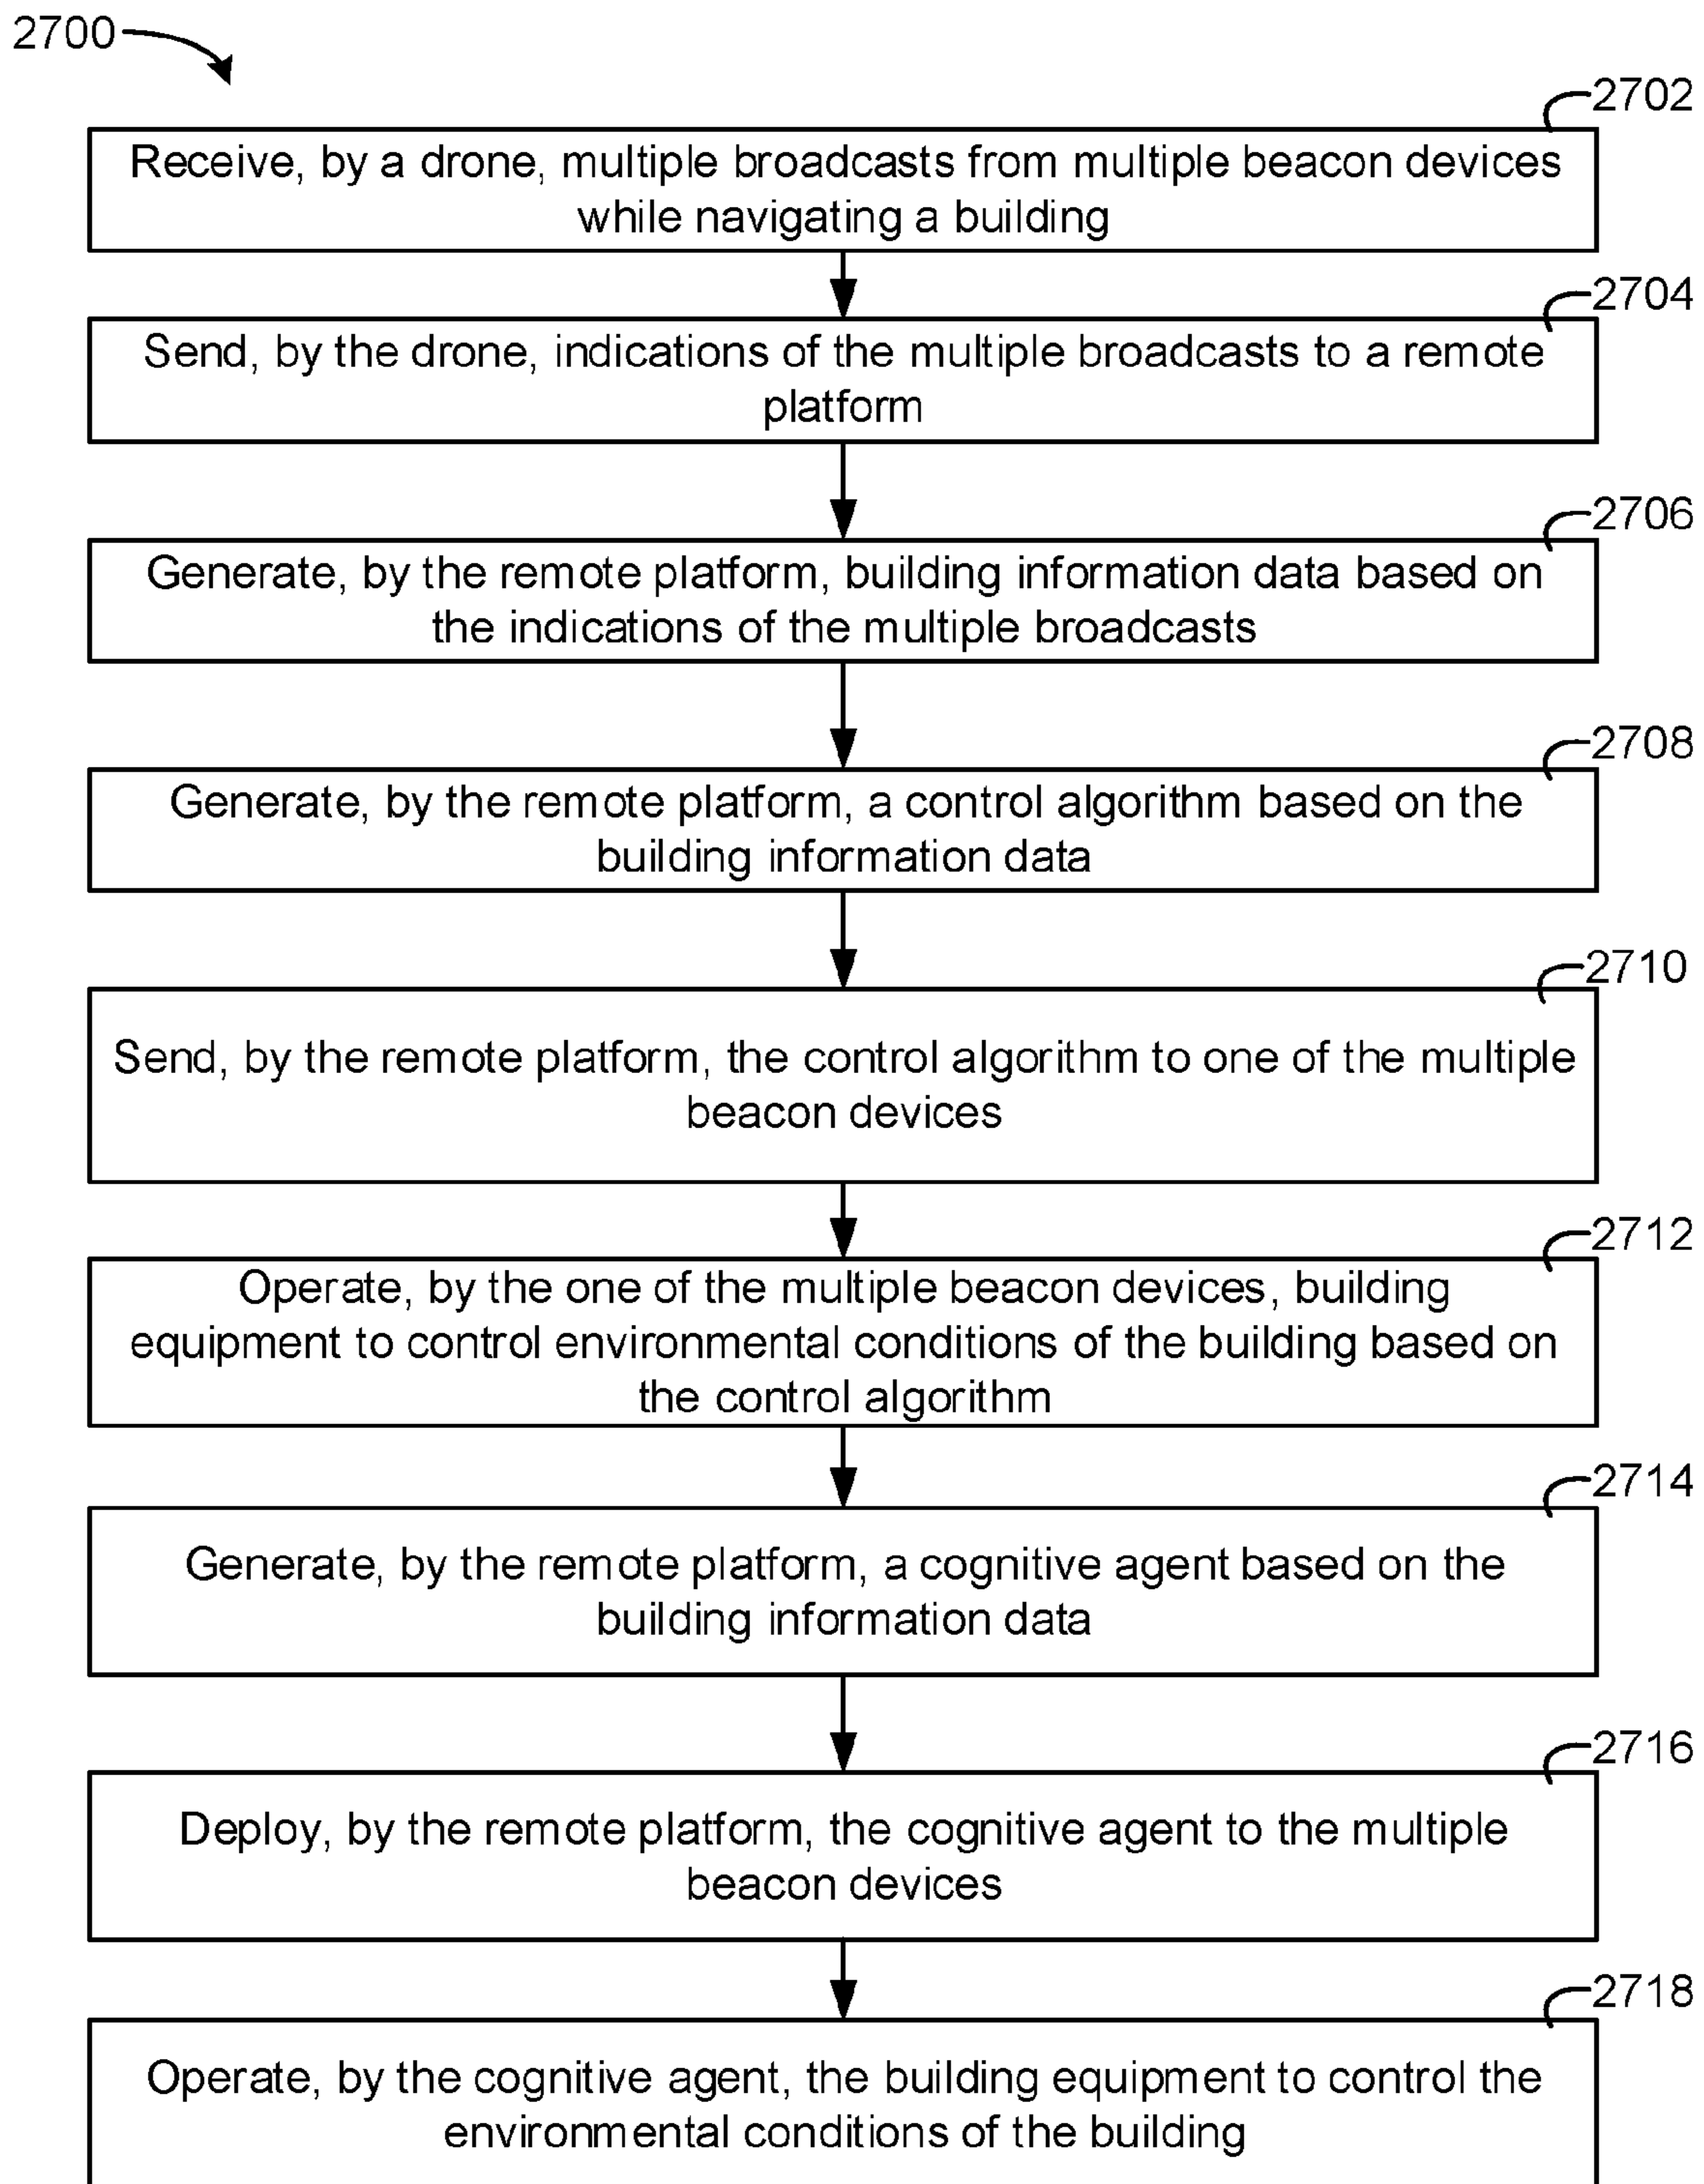 2700
2702
Receive, by a drone, multiple broadcasts from multiple beacon devices
while navigating a building
2704
Send, by the drone, indications of the multiple broadcasts to a remote
platform
2706
Generate, by the remote platform, building information data based on
the indications of the multiple broadcasts
2708
Generate, by the remote platform, a control algorithm based on the
building information data
2710
Send, by the remote platform, the control algorithm to one of the multiple
beacon devices
2712
Operate, by the one of the multiple beacon devices, building
equipment to control environmental conditions of the building based on
the control algorithm
2714
Generate, by the remote platform, a cognitive agent based on the
building information data
2716
Deploy, by the remote platform, the cognitive agent to the multiple
beacon devices
2718
Operate, by the cognitive agent, the building equipment to control the
environmental conditions of the building